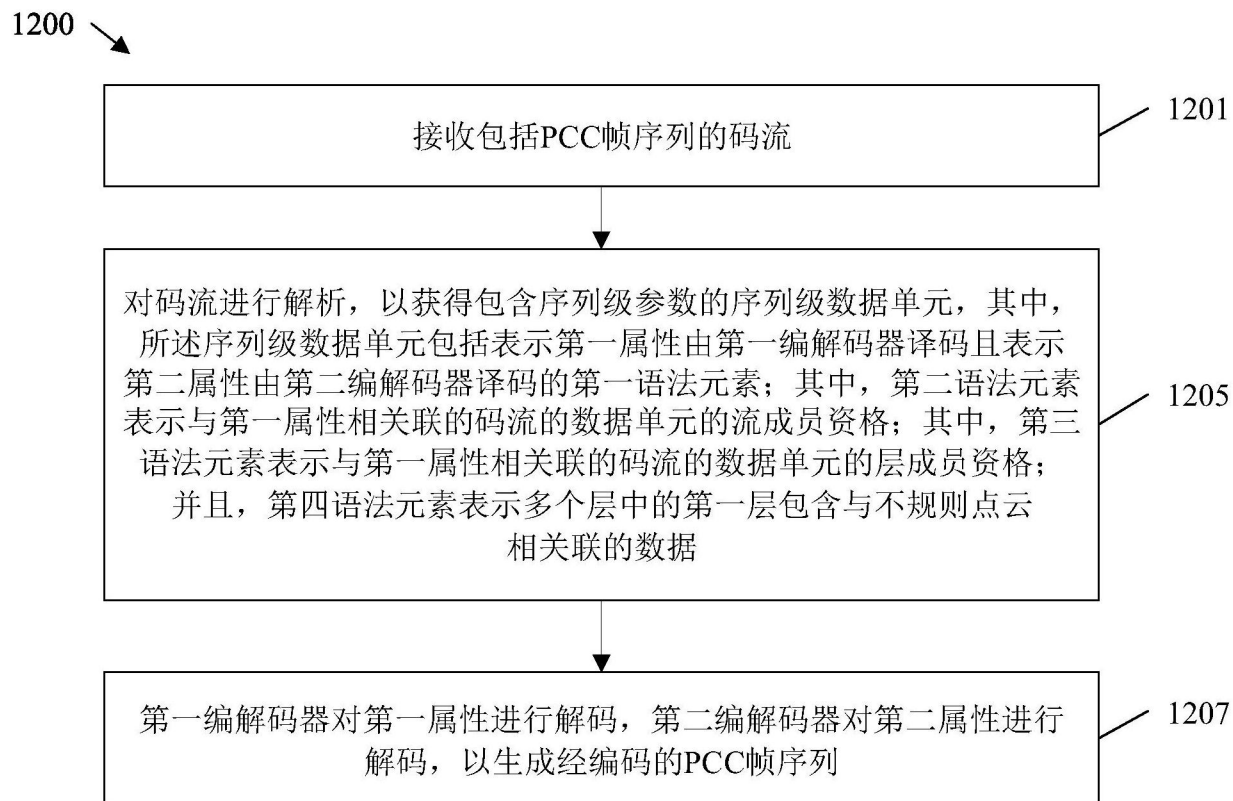 1200
接收包括PCC帧序列的码流
1201
对码流进行解析，以获得包含序列级参数的序列级数据单元，其中，
所述序列级数据单元包括表示第一属性由第一编解码器译码且表示
第二属性由第二编解码器译码的第一语法元素；其中，第二语法元素
表示与第一属性相关联的码流的数据单元的流成员资格；其中，第三
语法元素表示与第一属性相关联的码流的数据单元的层成员资格；
并且，第四语法元素表示多个层中的第一层包含与不规则点云
相关联的数据
1205
第一编解码器对第一属性进行解码，第二编解码器对第二属性进行
解码，以生成经编码的PCC帧序列
1207